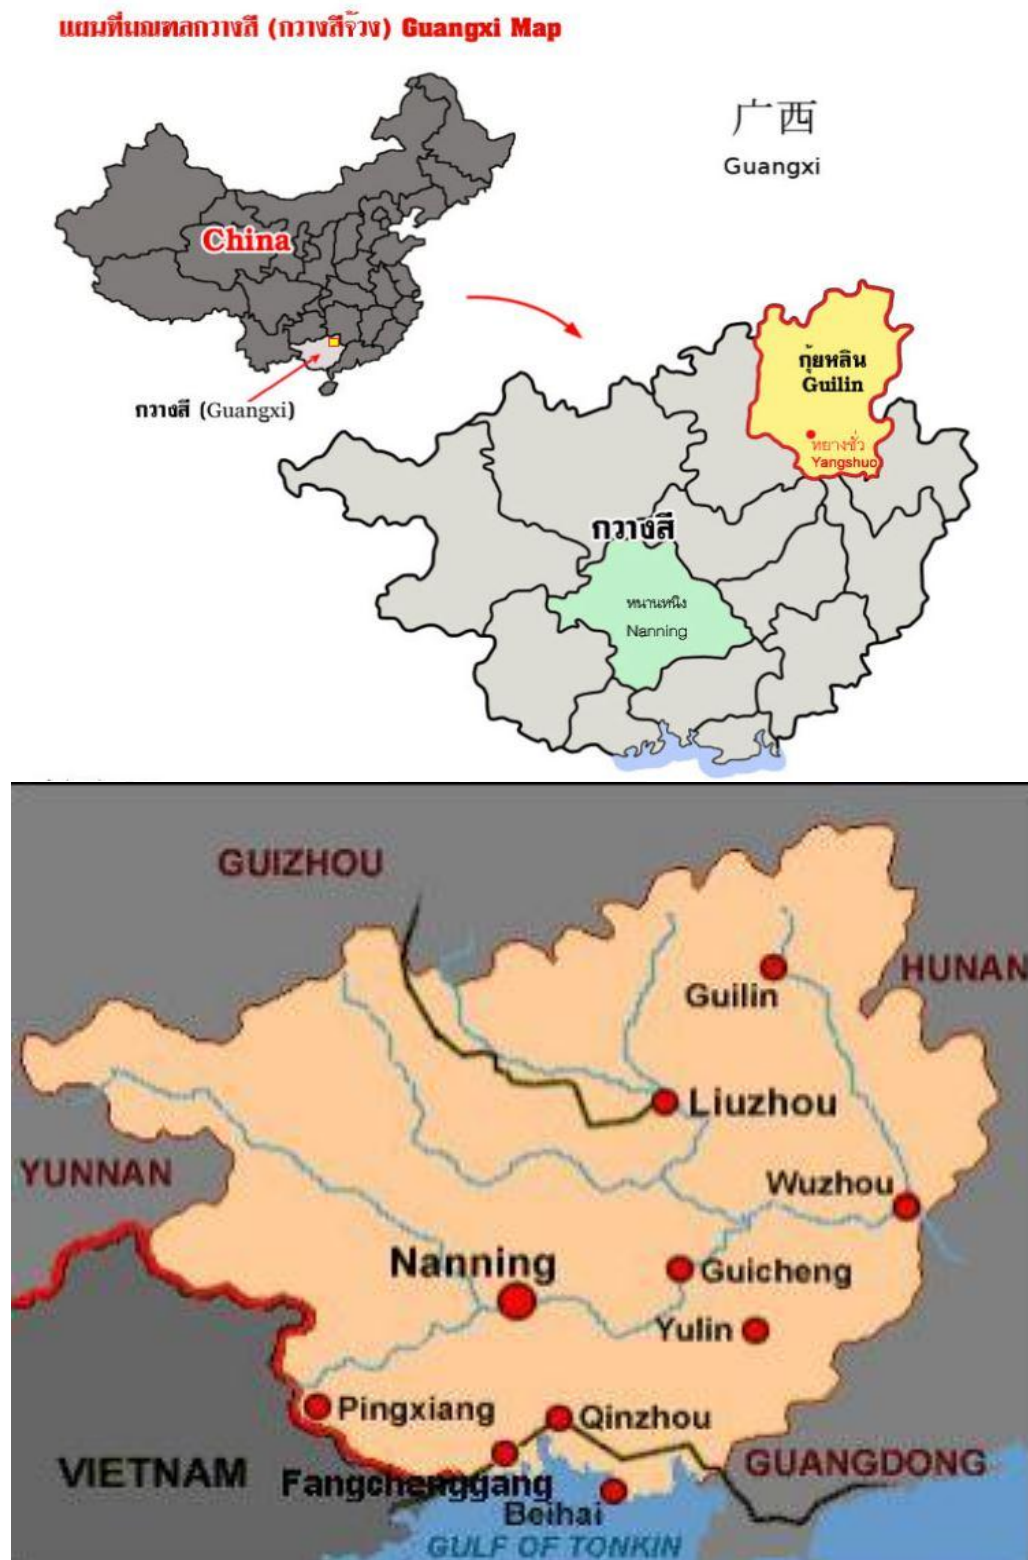 แผนที่มณฑลกวางสี (กวางสีจ้วง) Guangxi Map
广西
Guangxi
China
กวางสี (Guangxi)
กุ้ยหลิน
Guilin
หยางซั่ว
Yangshuo
กวางสี
หนานหนิง
Nanning
GUIZHOU
HUNAN
Guilin
Liuzhou
YUNNAN
Wuzhou
Nanning
Guicheng
Yulin
Pingxiang
Qinzhou
VIETNAM
GUANGDONG
Fangchenggang
Beihai
GULF OF TONKIN